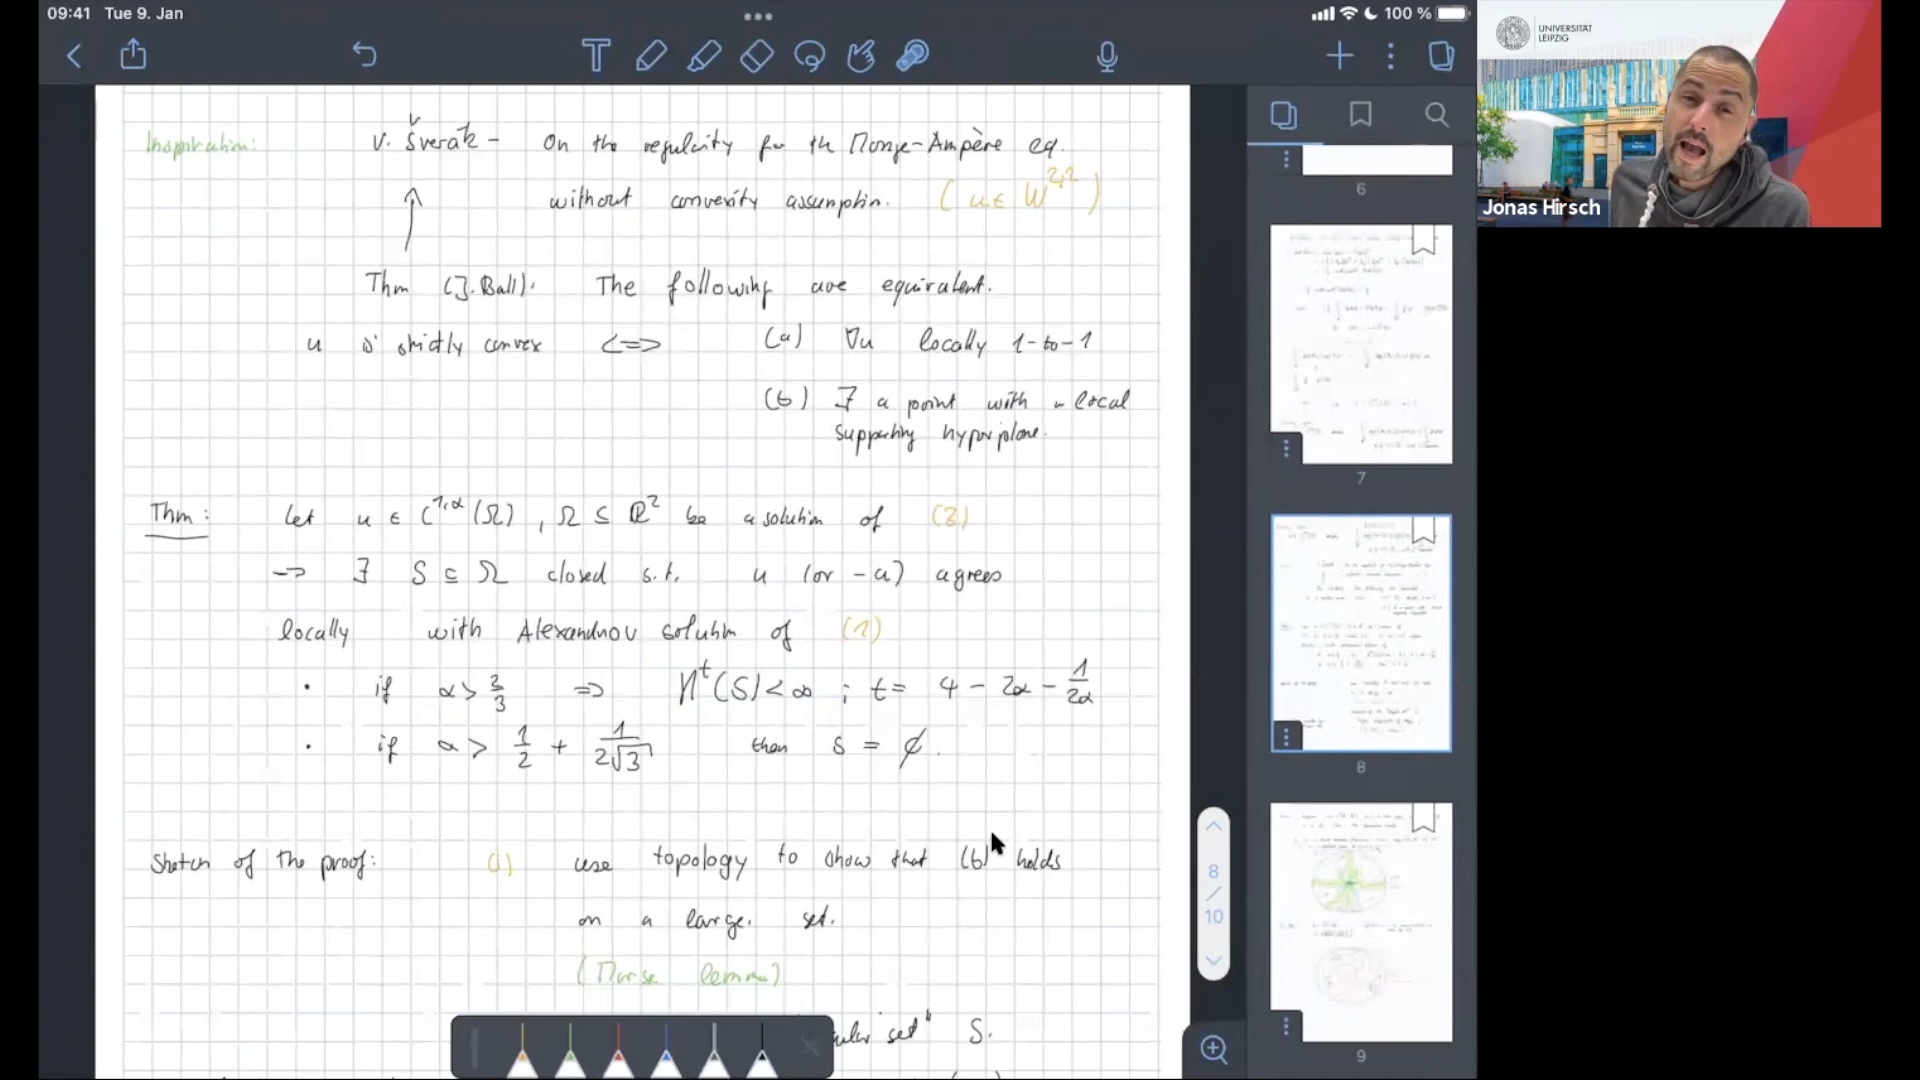 09:41 Tue 9. Jan
100 %
UNIVERSITÄT
LEIPZIG
Jonas Hirsch
Inspiration: V. Šverák - On the regularity for the Monge-Ampère eq.
without convexity assumption. (u ∈ W^{2,2})
Thm (J. Ball): The following are equivalent.
u is strictly convex <=> (a) ∇u locally 1-to-1
(b) ∃ a point with a local
supporting hyperplane.
Thm: Let u ∈ C^{1,α}(Ω), Ω ⊆ ℝ^2 be a solution of (3)
=> ∃ S ⊆ Ω closed s.t. u (or -u) agrees
locally with Alexandrov solution of (1)
· if α > 2/3 => H^t(S) < ∞ ; t = 4 - 2α - 1/2α
· if α > 1/2 + 1/2√3 then S = ∅.
Sketch of the proof: (i) use topology to show that (b) holds
on a large. set.
(Morse lemma)
set" S.
6
7
8
9
8
/
10